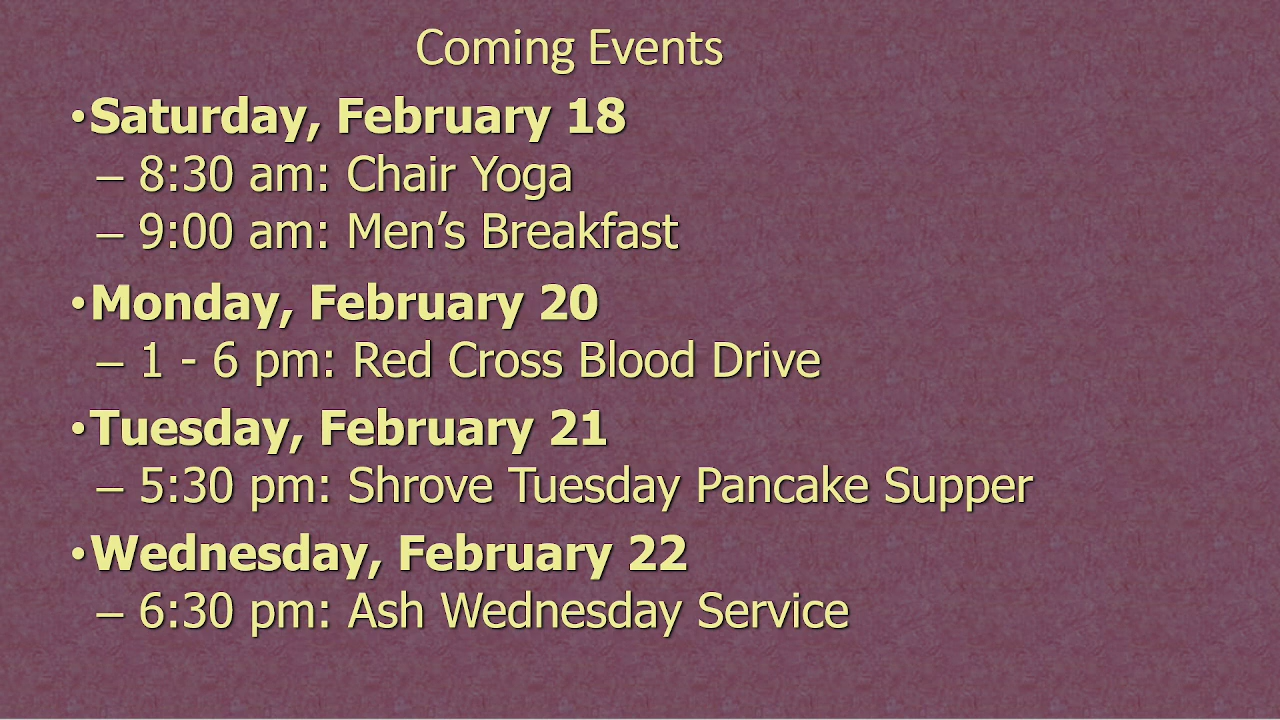 Coming Events
•Saturday, February 18
– 8:30 am: Chair Yoga
– 9:00 am: Men’s Breakfast
•Monday, February 20
– 1 - 6 pm: Red Cross Blood Drive
•Tuesday, February 21
– 5:30 pm: Shrove Tuesday Pancake Supper
•Wednesday, February 22
– 6:30 pm: Ash Wednesday Service